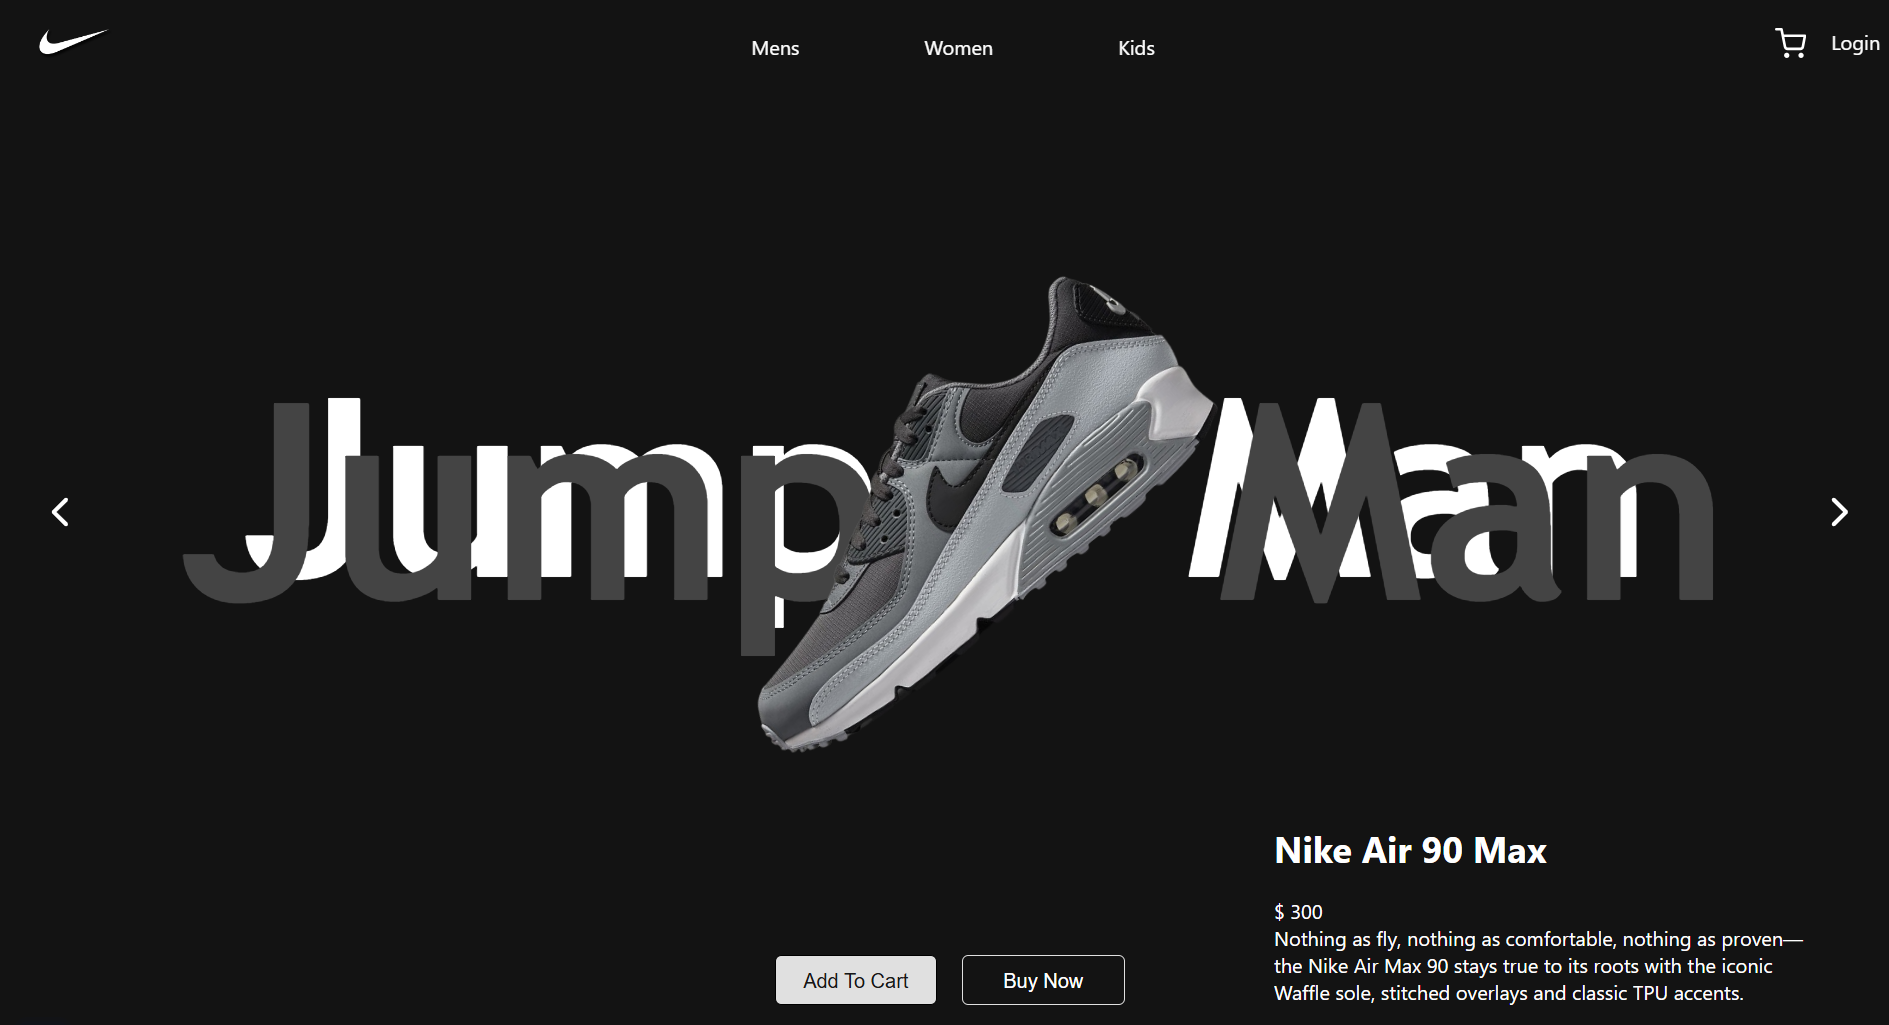 Mens Women Kids Login
Jump Man
Nike Air 90 Max
$ 300
Nothing as fly, nothing as comfortable, nothing as proven—
the Nike Air Max 90 stays true to its roots with the iconic
Waffle sole, stitched overlays and classic TPU accents.
Add To Cart Buy Now